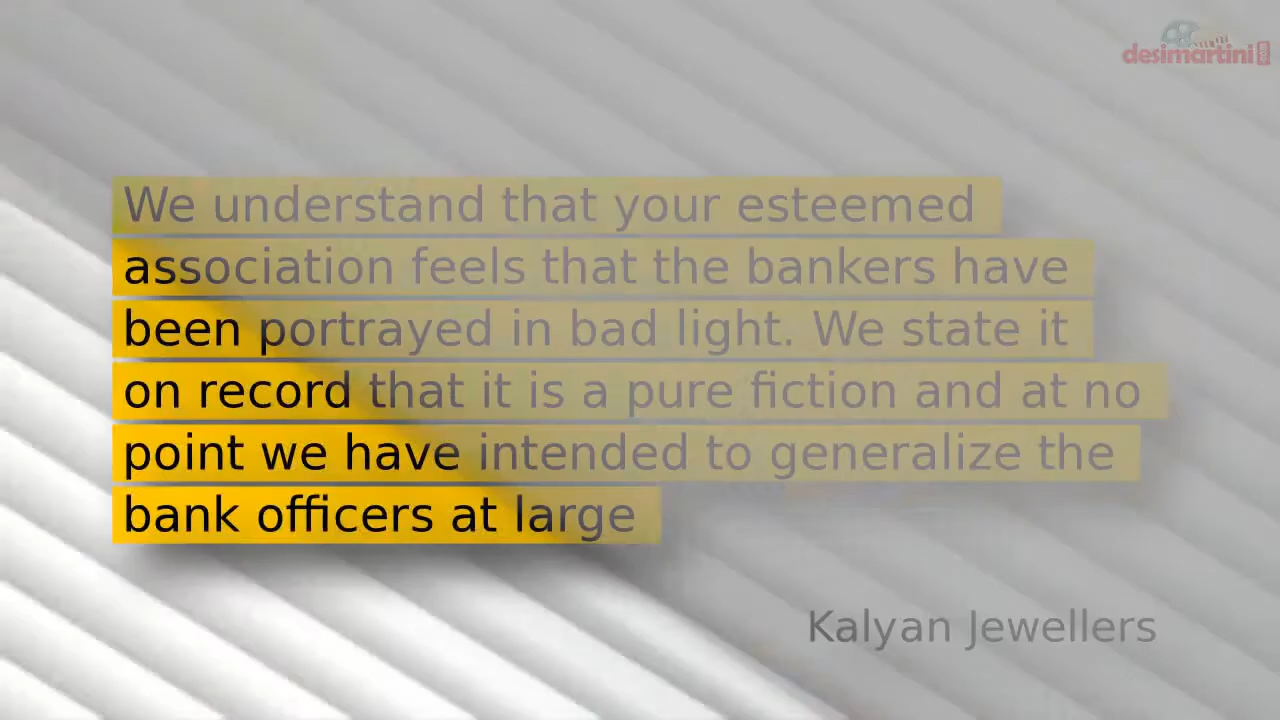 desimartini
We understand that your esteemed
association feels that the bankers have
been portrayed in bad light. We state it
on record that it is a pure fiction and at no
point we have intended to generalize the
bank officers at large
Kalyan Jewellers